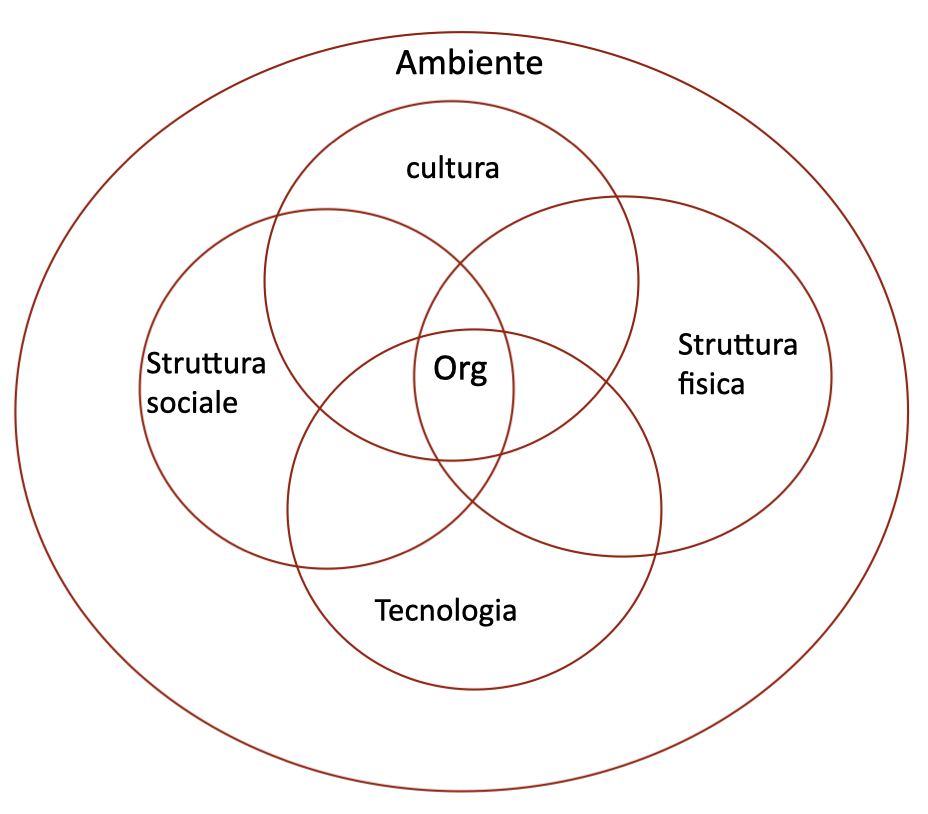 Ambiente
cultura
Struttura
sociale
Org
Struttura
fisica
Tecnologia